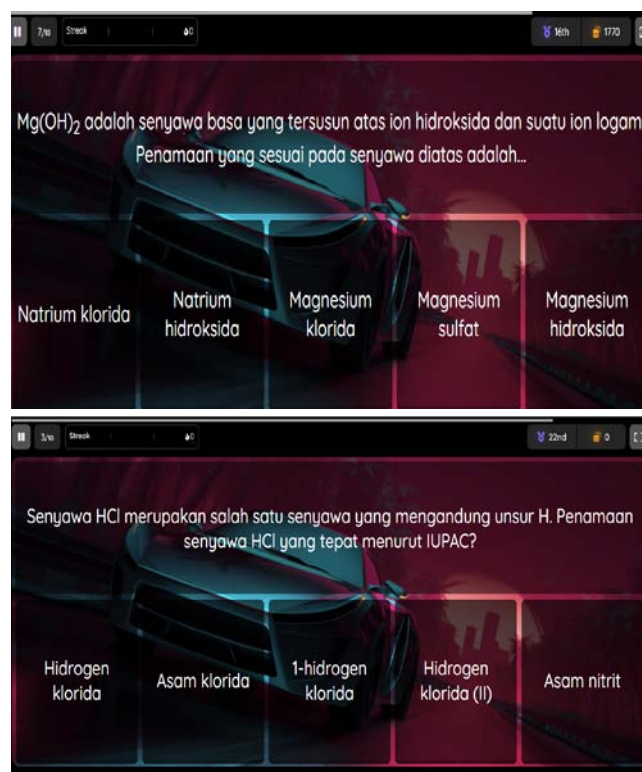 7/10 Streak 0 16th 1770
Mg(OH)2 adalah senyawa basa yang tersusun atas ion hidroksida dan suatu ion logam
Penamaan yang sesuai pada senyawa diatas adalah...
Natrium klorida
Natrium
hidroksida
Magnesium
klorida
Magnesium
sulfat
Magnesium
hidroksida
3/10 Streak 0 22nd 0
Senyawa HCl merupakan salah satu senyawa yang mengandung unsur H. Penamaan
senyawa HCl yang tepat menurut IUPAC?
Hidrogen
klorida
Asam klorida
1-hidrogen
klorida
Hidrogen
klorida (II)
Asam nitrit